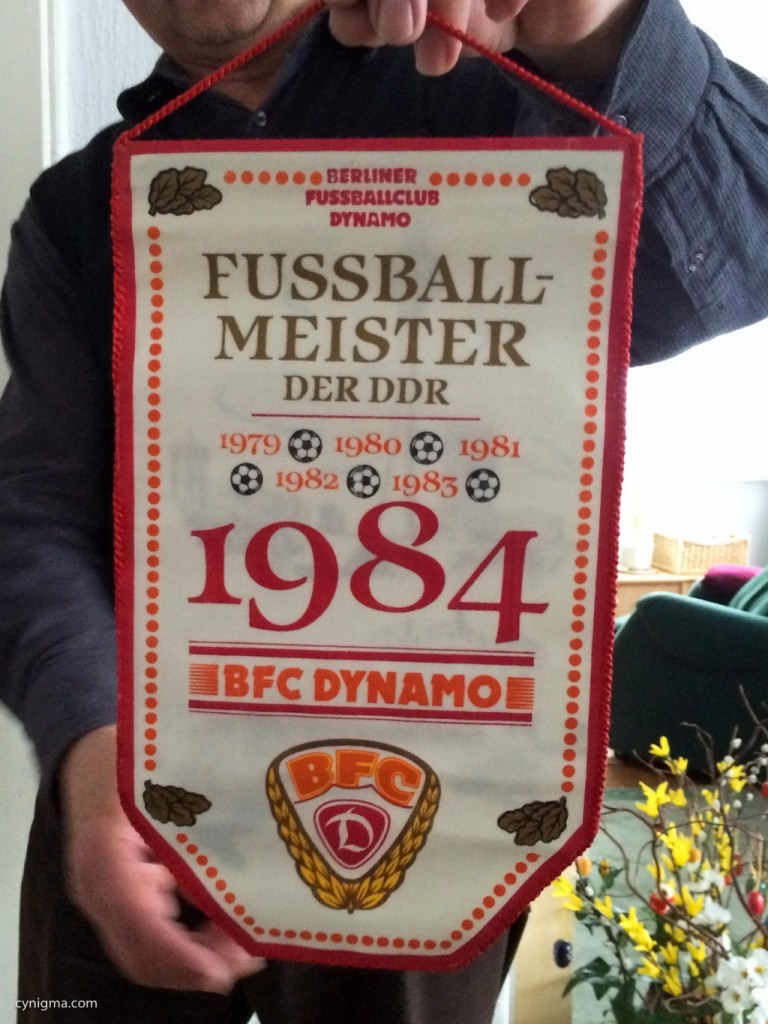 BERLINER
FUSSBALLCLUB
DYNAMO
FUSSBALL-
MEISTER
DER DDR
1979 1980 1981
1982 1983
1984
BFC DYNAMO
BFC
D
cynigma.com